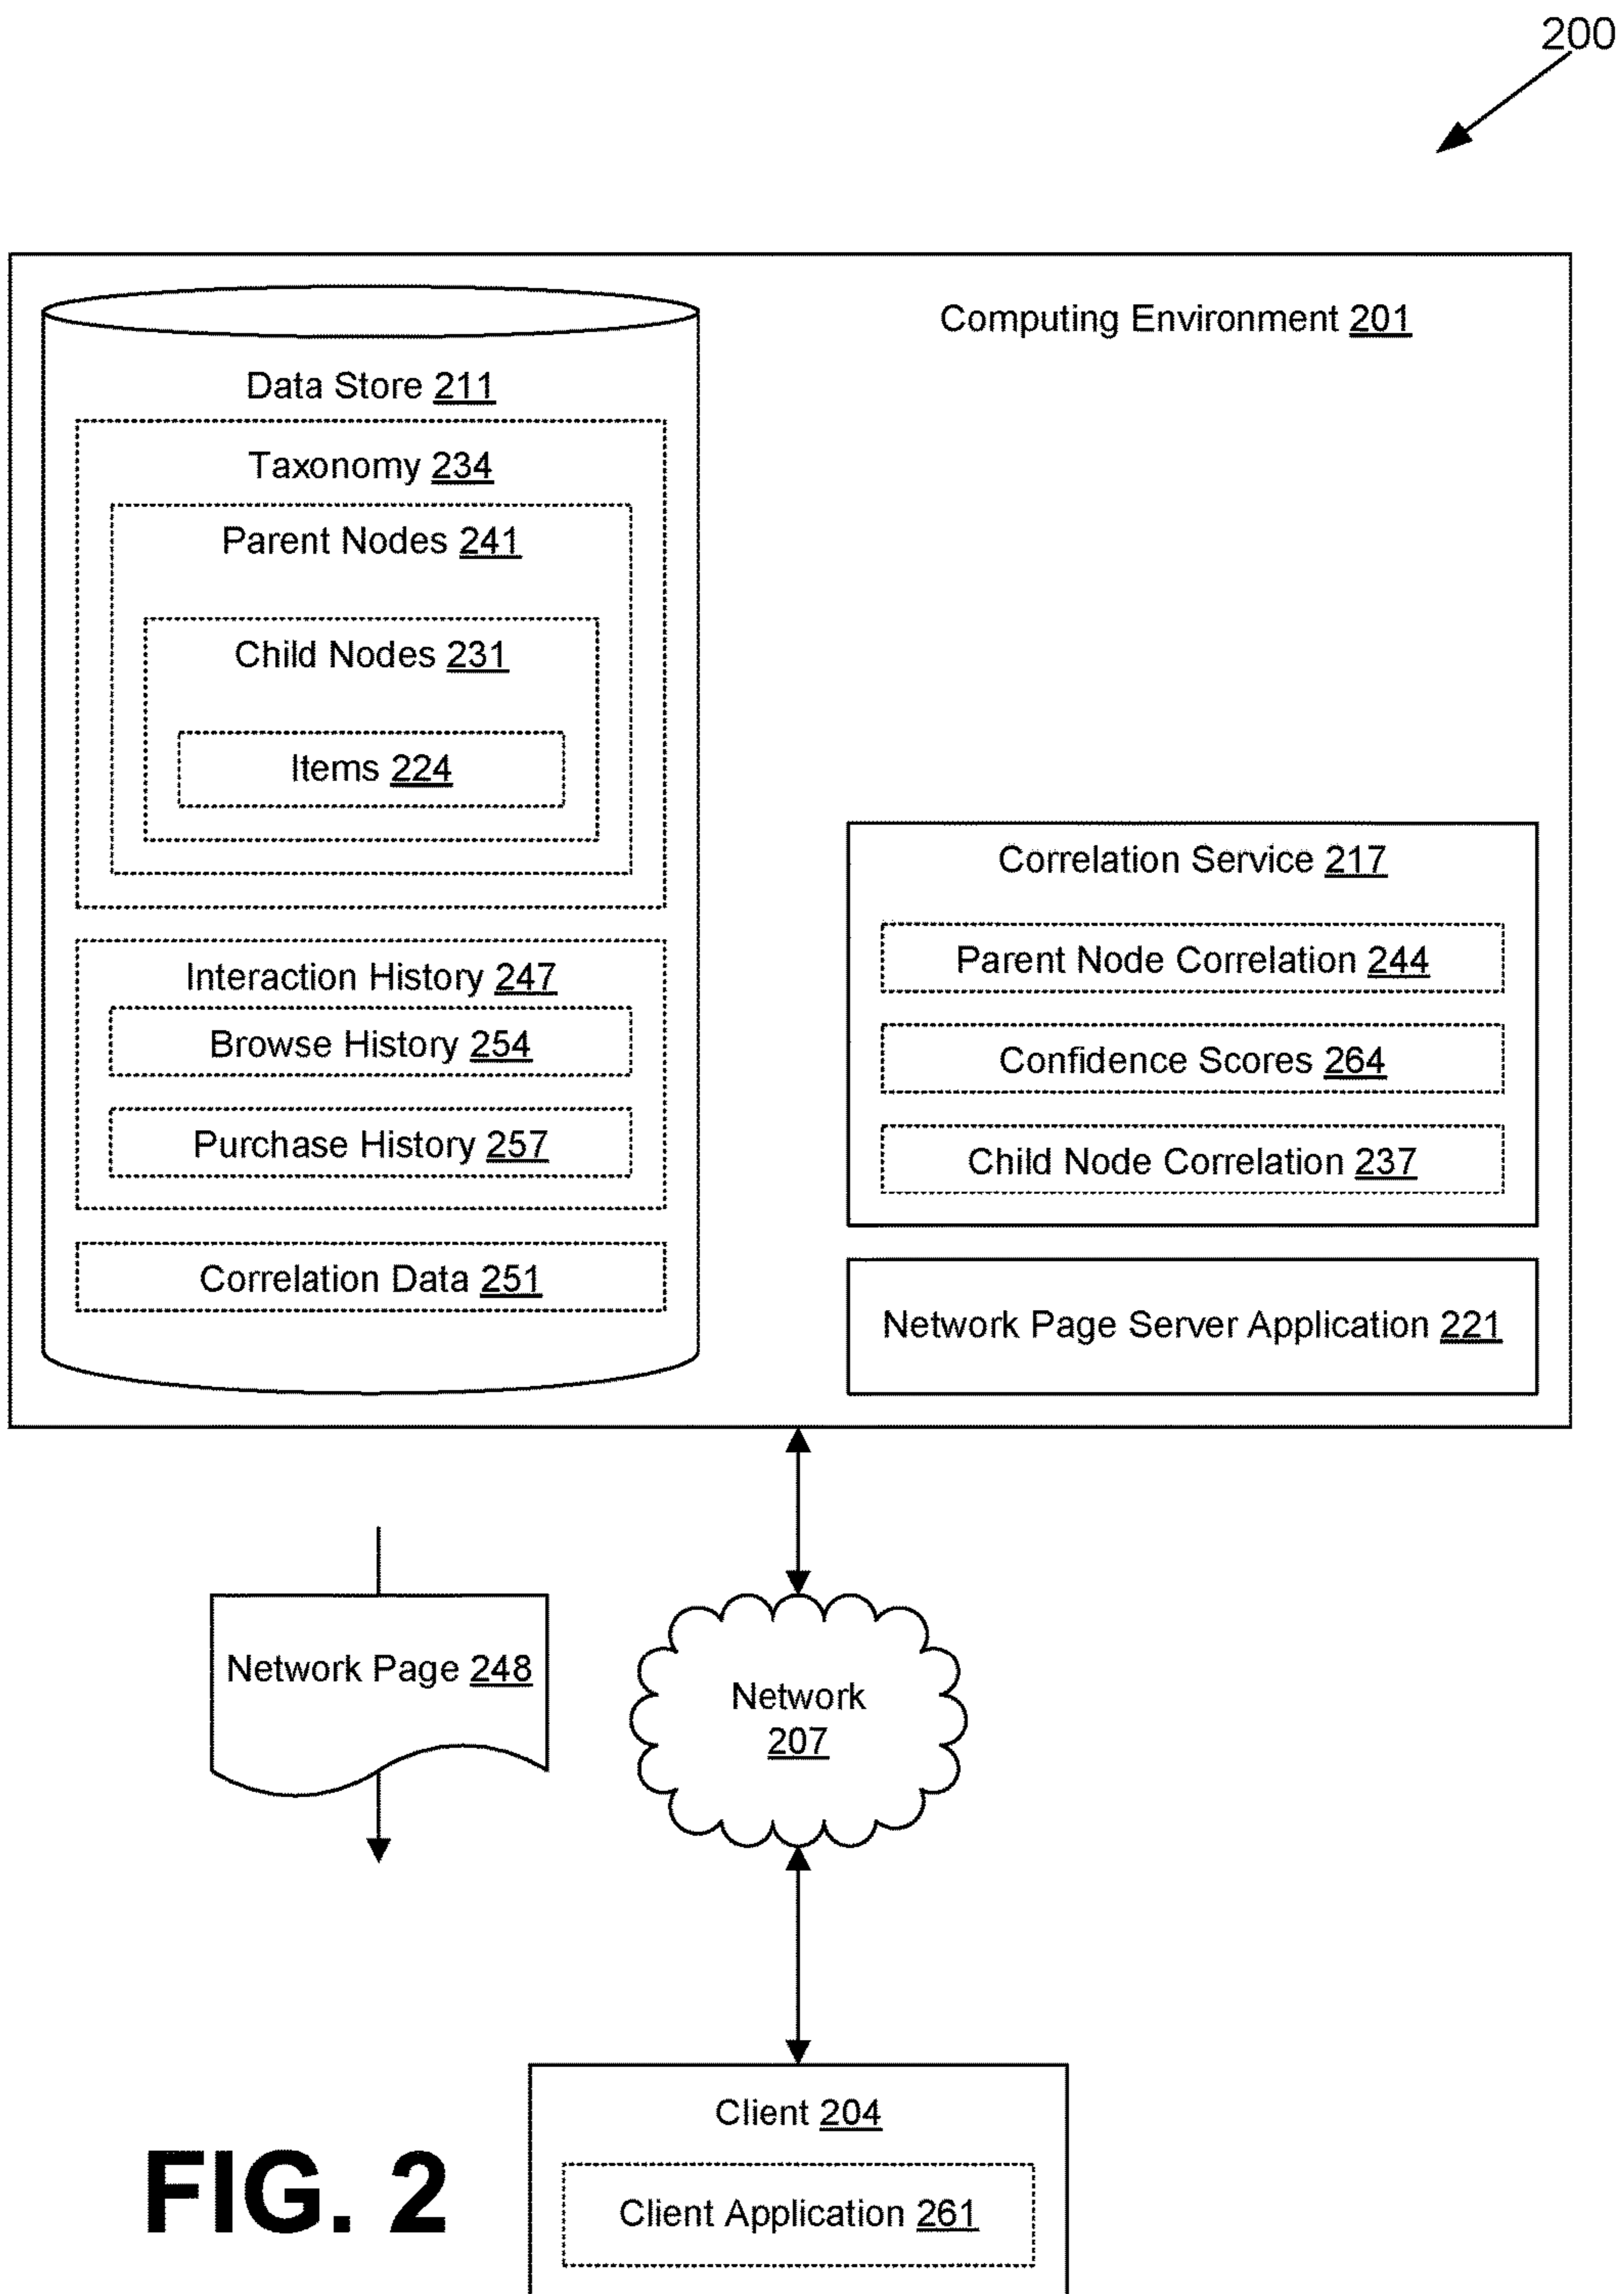 200
Computing Environment 201
Data Store 211
Taxonomy 234
Parent Nodes 241
Child Nodes 231
Items 224
Interaction History 247
Browse History 254
Purchase History 257
Correlation Data 251
Correlation Service 217
Parent Node Correlation 244
Confidence Scores 264
Child Node Correlation 237
Network Page Server Application 221
Network Page 248
Network
207
Client 204
Client Application 261
FIG. 2